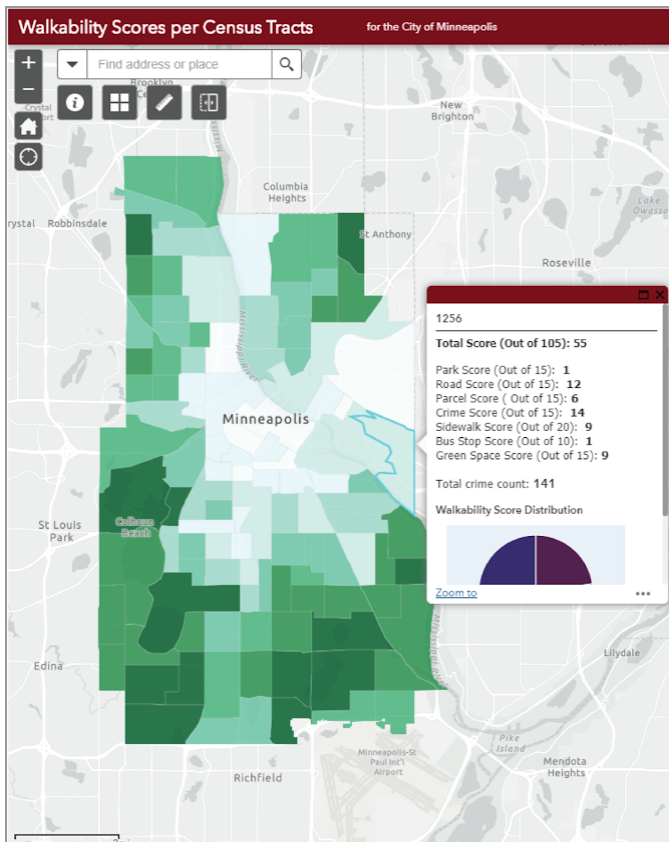 Walkability Scores per Census Tracts
for the City of Minneapolis
+
Find address or place
−
Brooklyn
Crystal
New
Brighton
Mississippi
Columbia
Heights
Lake
Owasso
rystal
Robbinsdale
St Anthony
Roseville
1256
Total Score (Out of 105): 55
Mississippi River
Park Score (Out of 15): 1
Road Score (Out of 15): 12
Parcel Score ( Out of 15): 6
Crime Score (Out of 15): 14
Minneapolis
Sidewalk Score (Out of 20): 9
Bus Stop Score (Out of 10): 1
Green Space Score (Out of 15): 9
Total crime count: 141
Walkability Score Distribution
St Louis
Park
Calhoun
Beach
Zoom to
Mississippi
Lilydale
Edina
Pike
Island
Minneapolis-St
Paul Int'l
Airport
Mendota
Heights
Richfield